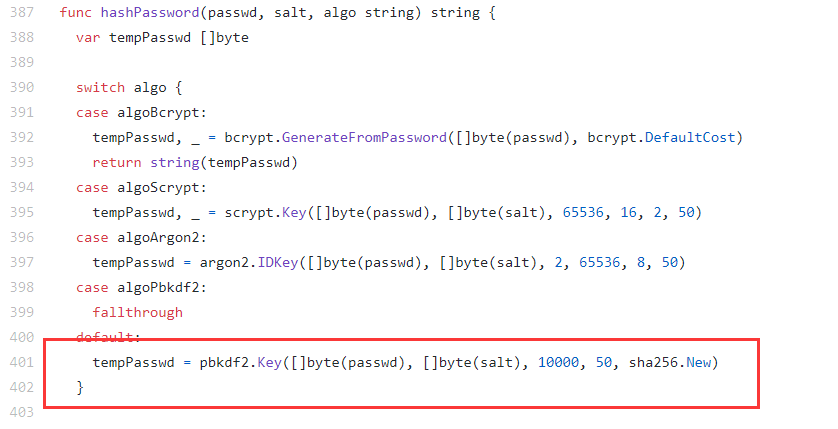 387 func hashPassword(passwd, salt, algo string) string {
388 var tempPasswd []byte
389
390 switch algo {
391 case algoBcrypt:
392 tempPasswd, _ = bcrypt.GenerateFromPassword([]byte(passwd), bcrypt.DefaultCost)
393 return string(tempPasswd)
394 case algoScrypt:
395 tempPasswd, _ = scrypt.Key([]byte(passwd), []byte(salt), 65536, 16, 2, 50)
396 case algoArgon2:
397 tempPasswd = argon2.IDKey([]byte(passwd), []byte(salt), 2, 65536, 8, 50)
398 case algoPbkdf2:
399 fallthrough
400 default:
401 tempPasswd = pbkdf2.Key([]byte(passwd), []byte(salt), 10000, 50, sha256.New)
402 }
403